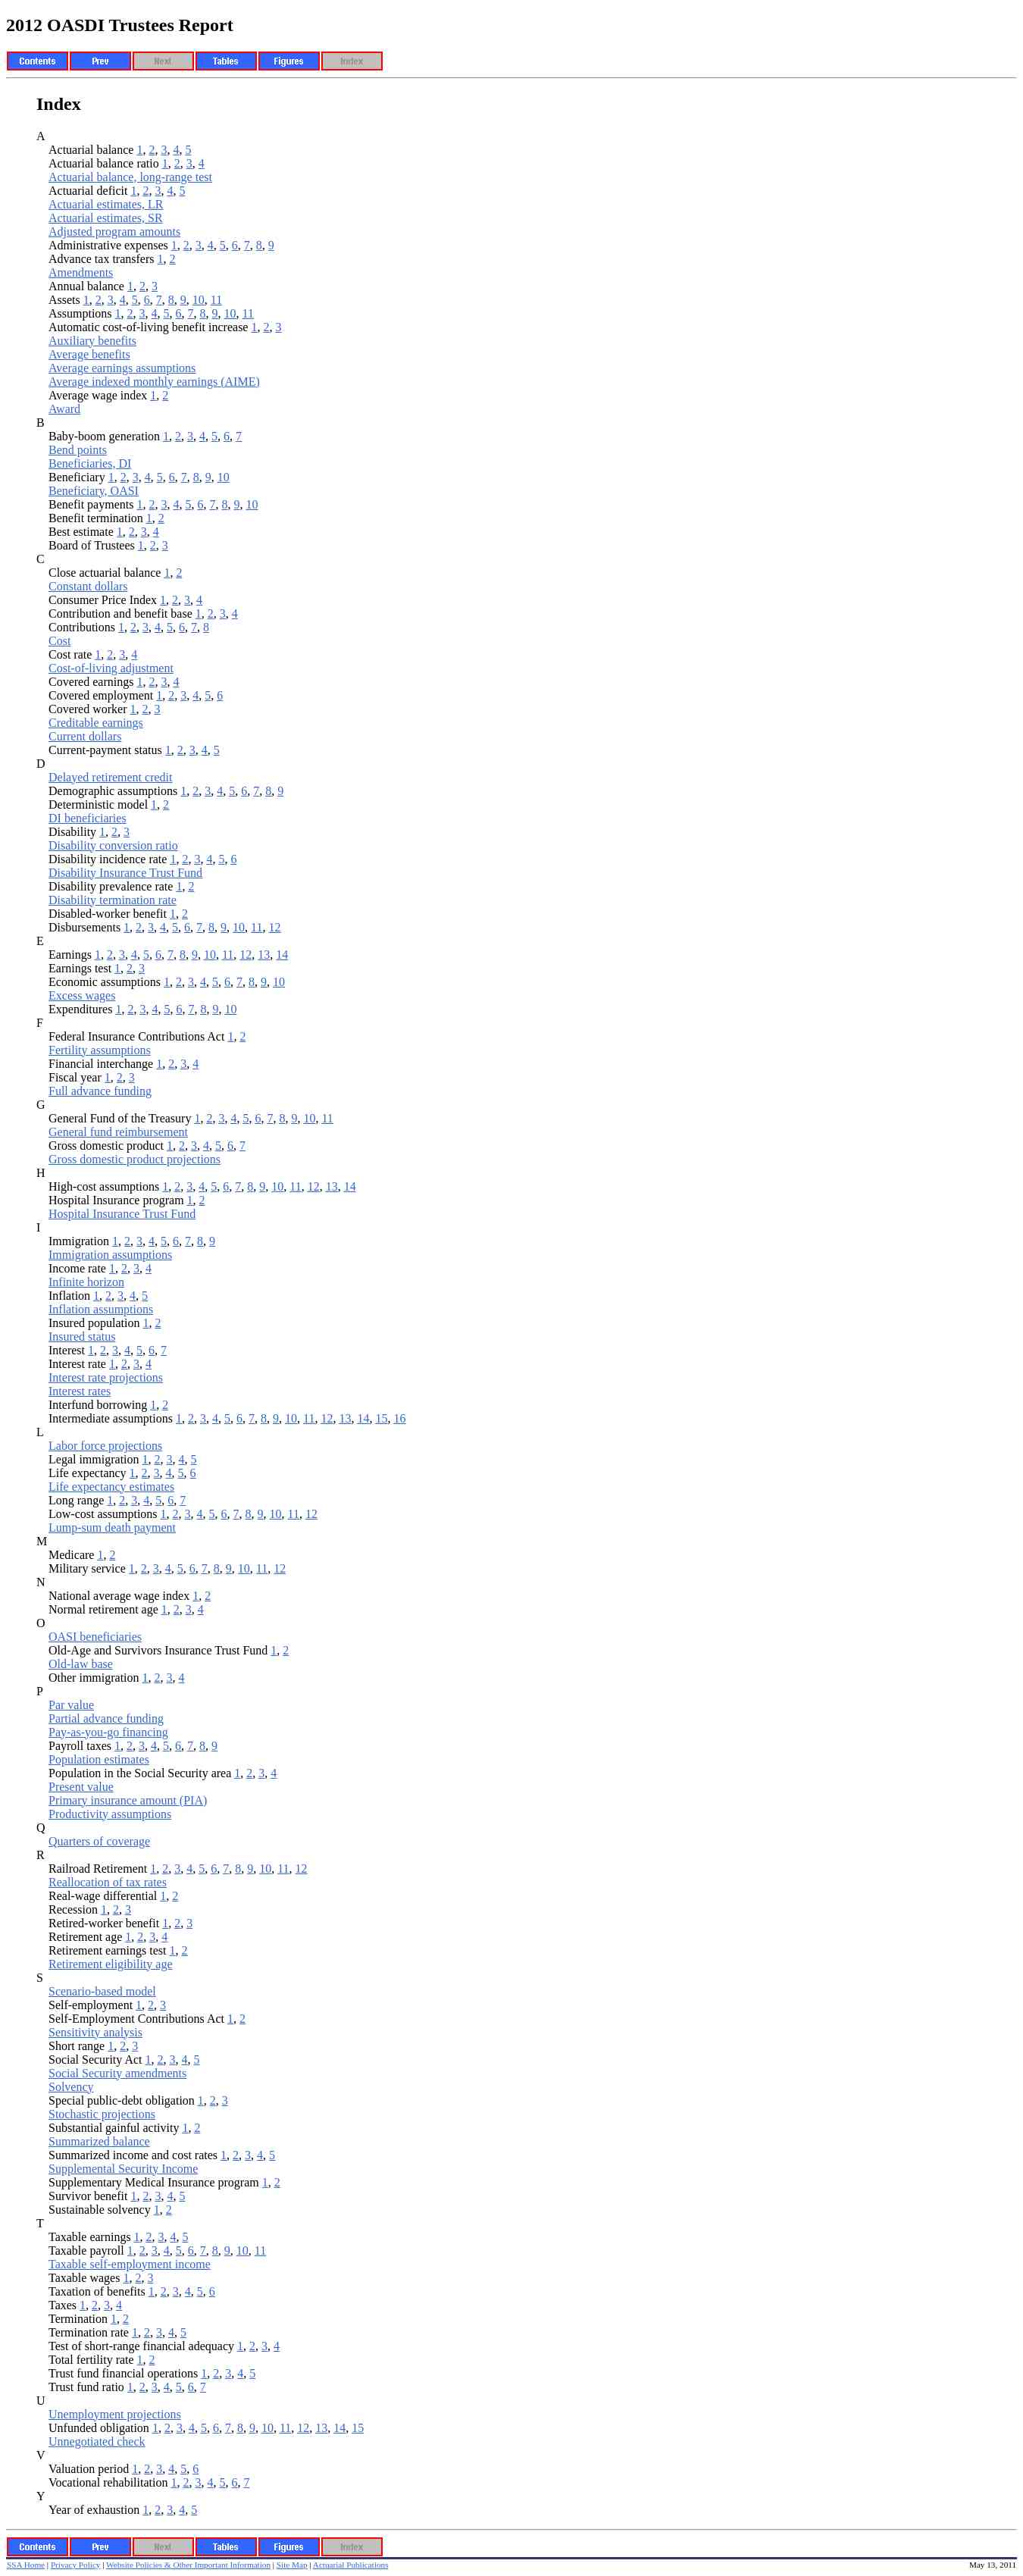 2012 OASDI Trustees Report
Contents Prev Next Tables Figures Index
Index
A
Actuarial balance 1, 2, 3, 4, 5
Actuarial balance ratio 1, 2, 3, 4
Actuarial balance, long-range test
Actuarial deficit 1, 2, 3, 4, 5
Actuarial estimates, LR
Actuarial estimates, SR
Adjusted program amounts
Administrative expenses 1, 2, 3, 4, 5, 6, 7, 8, 9
Advance tax transfers 1, 2
Amendments
Annual balance 1, 2, 3
Assets 1, 2, 3, 4, 5, 6, 7, 8, 9, 10, 11
Assumptions 1, 2, 3, 4, 5, 6, 7, 8, 9, 10, 11
Automatic cost-of-living benefit increase 1, 2, 3
Auxiliary benefits
Average benefits
Average earnings assumptions
Average indexed monthly earnings (AIME)
Average wage index 1, 2
Award
B
Baby-boom generation 1, 2, 3, 4, 5, 6, 7
Bend points
Beneficiaries, DI
Beneficiary 1, 2, 3, 4, 5, 6, 7, 8, 9, 10
Beneficiary, OASI
Benefit payments 1, 2, 3, 4, 5, 6, 7, 8, 9, 10
Benefit termination 1, 2
Best estimate 1, 2, 3, 4
Board of Trustees 1, 2, 3
C
Close actuarial balance 1, 2
Constant dollars
Consumer Price Index 1, 2, 3, 4
Contribution and benefit base 1, 2, 3, 4
Contributions 1, 2, 3, 4, 5, 6, 7, 8
Cost
Cost rate 1, 2, 3, 4
Cost-of-living adjustment
Covered earnings 1, 2, 3, 4
Covered employment 1, 2, 3, 4, 5, 6
Covered worker 1, 2, 3
Creditable earnings
Current dollars
Current-payment status 1, 2, 3, 4, 5
D
Delayed retirement credit
Demographic assumptions 1, 2, 3, 4, 5, 6, 7, 8, 9
Deterministic model 1, 2
DI beneficiaries
Disability 1, 2, 3
Disability conversion ratio
Disability incidence rate 1, 2, 3, 4, 5, 6
Disability Insurance Trust Fund
Disability prevalence rate 1, 2
Disability termination rate
Disabled-worker benefit 1, 2
Disbursements 1, 2, 3, 4, 5, 6, 7, 8, 9, 10, 11, 12
E
Earnings 1, 2, 3, 4, 5, 6, 7, 8, 9, 10, 11, 12, 13, 14
Earnings test 1, 2, 3
Economic assumptions 1, 2, 3, 4, 5, 6, 7, 8, 9, 10
Excess wages
Expenditures 1, 2, 3, 4, 5, 6, 7, 8, 9, 10
F
Federal Insurance Contributions Act 1, 2
Fertility assumptions
Financial interchange 1, 2, 3, 4
Fiscal year 1, 2, 3
Full advance funding
G
General Fund of the Treasury 1, 2, 3, 4, 5, 6, 7, 8, 9, 10, 11
General fund reimbursement
Gross domestic product 1, 2, 3, 4, 5, 6, 7
Gross domestic product projections
H
High-cost assumptions 1, 2, 3, 4, 5, 6, 7, 8, 9, 10, 11, 12, 13, 14
Hospital Insurance program 1, 2
Hospital Insurance Trust Fund
I
Immigration 1, 2, 3, 4, 5, 6, 7, 8, 9
Immigration assumptions
Income rate 1, 2, 3, 4
Infinite horizon
Inflation 1, 2, 3, 4, 5
Inflation assumptions
Insured population 1, 2
Insured status
Interest 1, 2, 3, 4, 5, 6, 7
Interest rate 1, 2, 3, 4
Interest rate projections
Interest rates
Interfund borrowing 1, 2
Intermediate assumptions 1, 2, 3, 4, 5, 6, 7, 8, 9, 10, 11, 12, 13, 14, 15, 16
L
Labor force projections
Legal immigration 1, 2, 3, 4, 5
Life expectancy 1, 2, 3, 4, 5, 6
Life expectancy estimates
Long range 1, 2, 3, 4, 5, 6, 7
Low-cost assumptions 1, 2, 3, 4, 5, 6, 7, 8, 9, 10, 11, 12
Lump-sum death payment
M
Medicare 1, 2
Military service 1, 2, 3, 4, 5, 6, 7, 8, 9, 10, 11, 12
N
National average wage index 1, 2
Normal retirement age 1, 2, 3, 4
O
OASI beneficiaries
Old-Age and Survivors Insurance Trust Fund 1, 2
Old-law base
Other immigration 1, 2, 3, 4
P
Par value
Partial advance funding
Pay-as-you-go financing
Payroll taxes 1, 2, 3, 4, 5, 6, 7, 8, 9
Population estimates
Population in the Social Security area 1, 2, 3, 4
Present value
Primary insurance amount (PIA)
Productivity assumptions
Q
Quarters of coverage
R
Railroad Retirement 1, 2, 3, 4, 5, 6, 7, 8, 9, 10, 11, 12
Reallocation of tax rates
Real-wage differential 1, 2
Recession 1, 2, 3
Retired-worker benefit 1, 2, 3
Retirement age 1, 2, 3, 4
Retirement earnings test 1, 2
Retirement eligibility age
S
Scenario-based model
Self-employment 1, 2, 3
Self-Employment Contributions Act 1, 2
Sensitivity analysis
Short range 1, 2, 3
Social Security Act 1, 2, 3, 4, 5
Social Security amendments
Solvency
Special public-debt obligation 1, 2, 3
Stochastic projections
Substantial gainful activity 1, 2
Summarized balance
Summarized income and cost rates 1, 2, 3, 4, 5
Supplemental Security Income
Supplementary Medical Insurance program 1, 2
Survivor benefit 1, 2, 3, 4, 5
Sustainable solvency 1, 2
T
Taxable earnings 1, 2, 3, 4, 5
Taxable payroll 1, 2, 3, 4, 5, 6, 7, 8, 9, 10, 11
Taxable self-employment income
Taxable wages 1, 2, 3
Taxation of benefits 1, 2, 3, 4, 5, 6
Taxes 1, 2, 3, 4
Termination 1, 2
Termination rate 1, 2, 3, 4, 5
Test of short-range financial adequacy 1, 2, 3, 4
Total fertility rate 1, 2
Trust fund financial operations 1, 2, 3, 4, 5
Trust fund ratio 1, 2, 3, 4, 5, 6, 7
U
Unemployment projections
Unfunded obligation 1, 2, 3, 4, 5, 6, 7, 8, 9, 10, 11, 12, 13, 14, 15
Unnegotiated check
V
Valuation period 1, 2, 3, 4, 5, 6
Vocational rehabilitation 1, 2, 3, 4, 5, 6, 7
Y
Year of exhaustion 1, 2, 3, 4, 5
Contents Prev Next Tables Figures Index
SSA Home | Privacy Policy | Website Policies & Other Important Information | Site Map | Actuarial Publications May 13, 2011